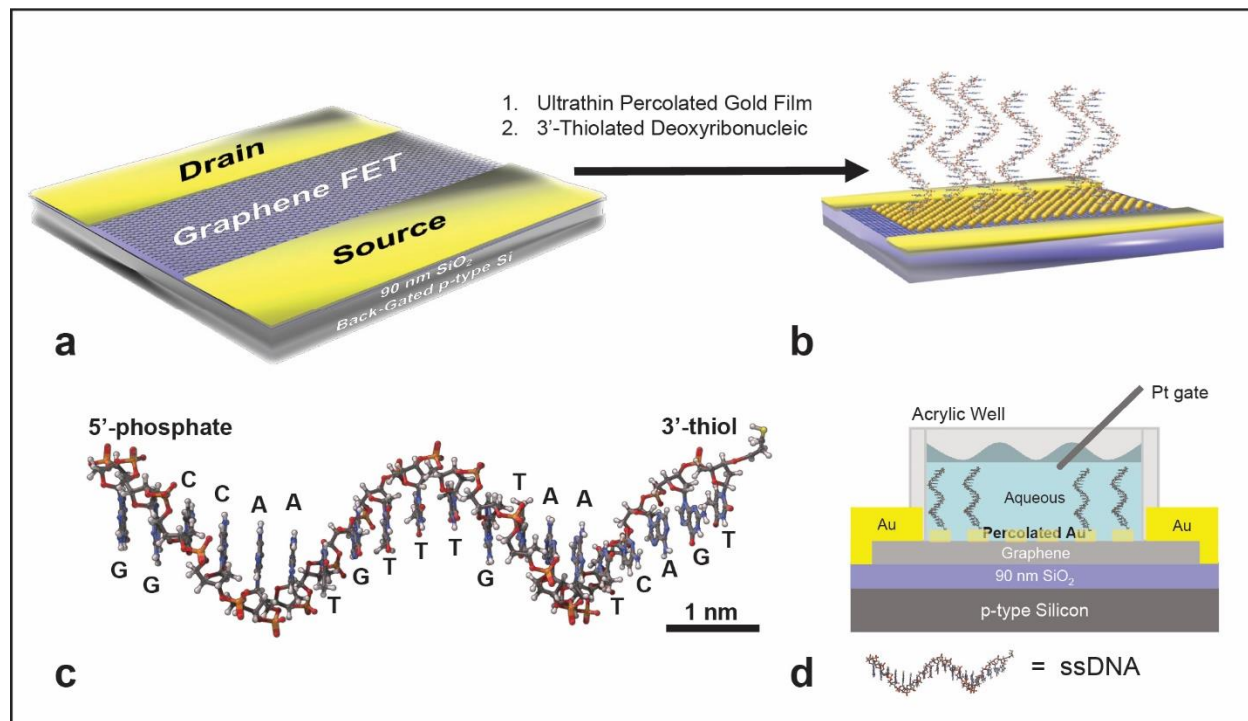 Drain
Graphene FET
Source
90 nm SiO2
Back-Gated p-type Si
a
1. Ultrathin Percolated Gold Film
2. 3’-Thiolated Deoxyribonucleic
b
5’-phosphate
3’-thiol
G
G
C
C
A
A
T
G
T
T
T
G
T
A
A
T
C
A
G
T
1 nm
c
Pt gate
Acrylic Well
Aqueous
Au
Percolated Au
Au
Graphene
90 nm SiO2
p-type Silicon
d
= ssDNA